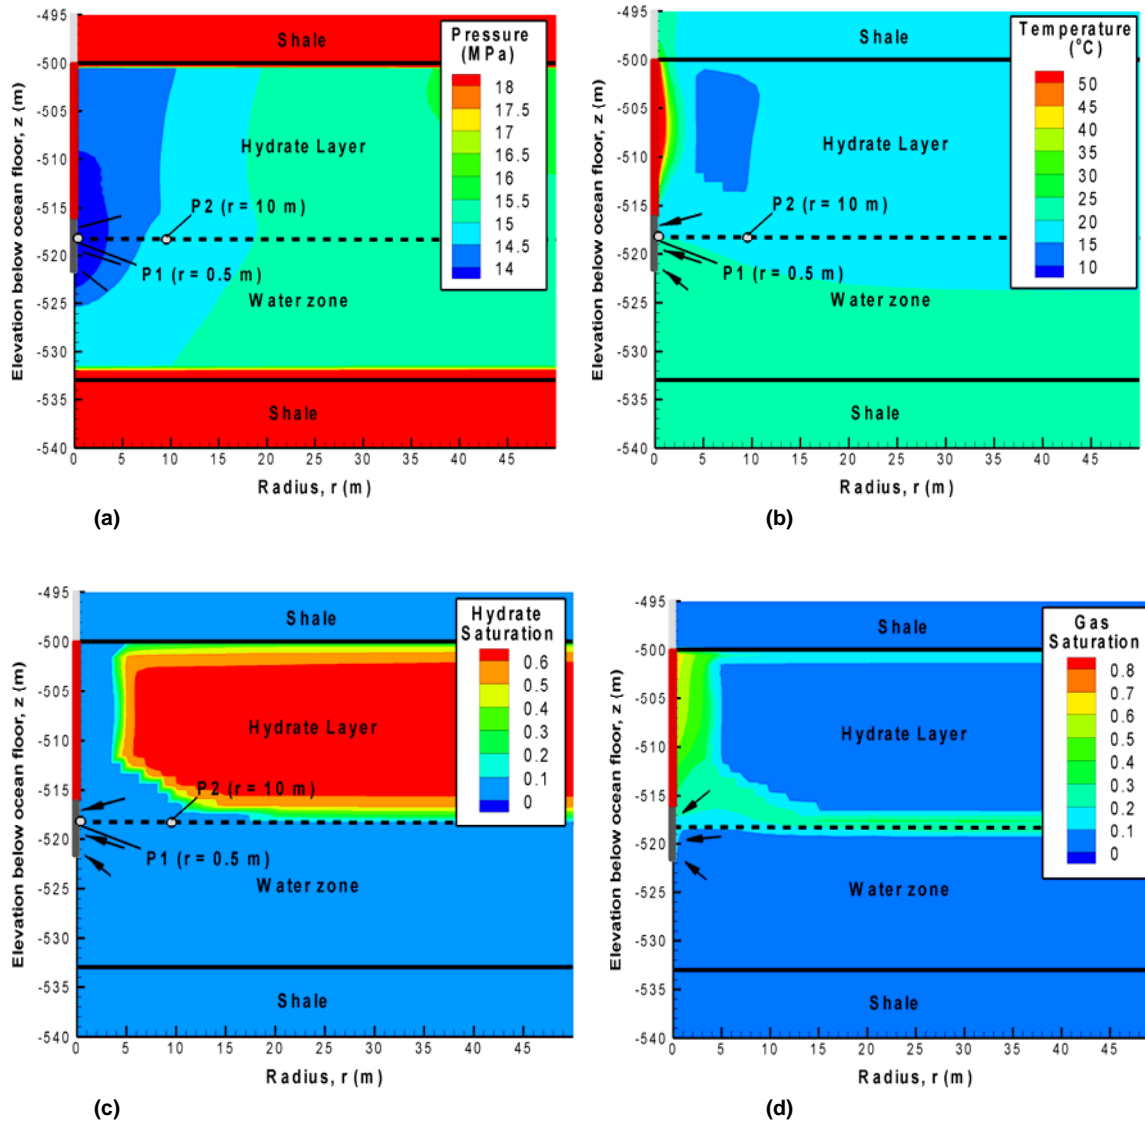 -495
-500
-505
-510
-515
-520
-525
-530
-535
-540
Elevation below ocean floor, z (m)
0 5 10 15 20 25 30 35 40 45
Radius, r (m)
Shale
Hydrate Layer
P2 (r = 10 m)
P1 (r = 0.5 m)
Water zone
Shale
Pressure
(MPa)
18
17.5
17
16.5
16
15.5
15
14.5
14
(a)
-495
-500
-505
-510
-515
-520
-525
-530
-535
-540
Elevation below ocean floor, z (m)
0 5 10 15 20 25 30 35 40 45
Radius, r (m)
Shale
Hydrate Layer
P2 (r = 10 m)
P1 (r = 0.5 m)
Water zone
Shale
Temperature
(°C)
50
45
40
35
30
25
20
15
10
(b)
-495
-500
-505
-510
-515
-520
-525
-530
-535
-540
Elevation below ocean floor, z (m)
0 5 10 15 20 25 30 35 40 45
Radius, r (m)
Shale
Hydrate Layer
P2 (r = 10 m)
P1 (r = 0.5 m)
Water zone
Shale
Hydrate
Saturation
0.6
0.5
0.4
0.3
0.2
0.1
0
(c)
-495
-500
-505
-510
-515
-520
-525
-530
-535
-540
Elevation below ocean floor, z (m)
0 5 10 15 20 25 30 35 40 45
Radius, r (m)
Shale
Hydrate Layer
Water zone
Shale
Gas
Saturation
0.8
0.7
0.6
0.5
0.4
0.3
0.2
0.1
0
(d)